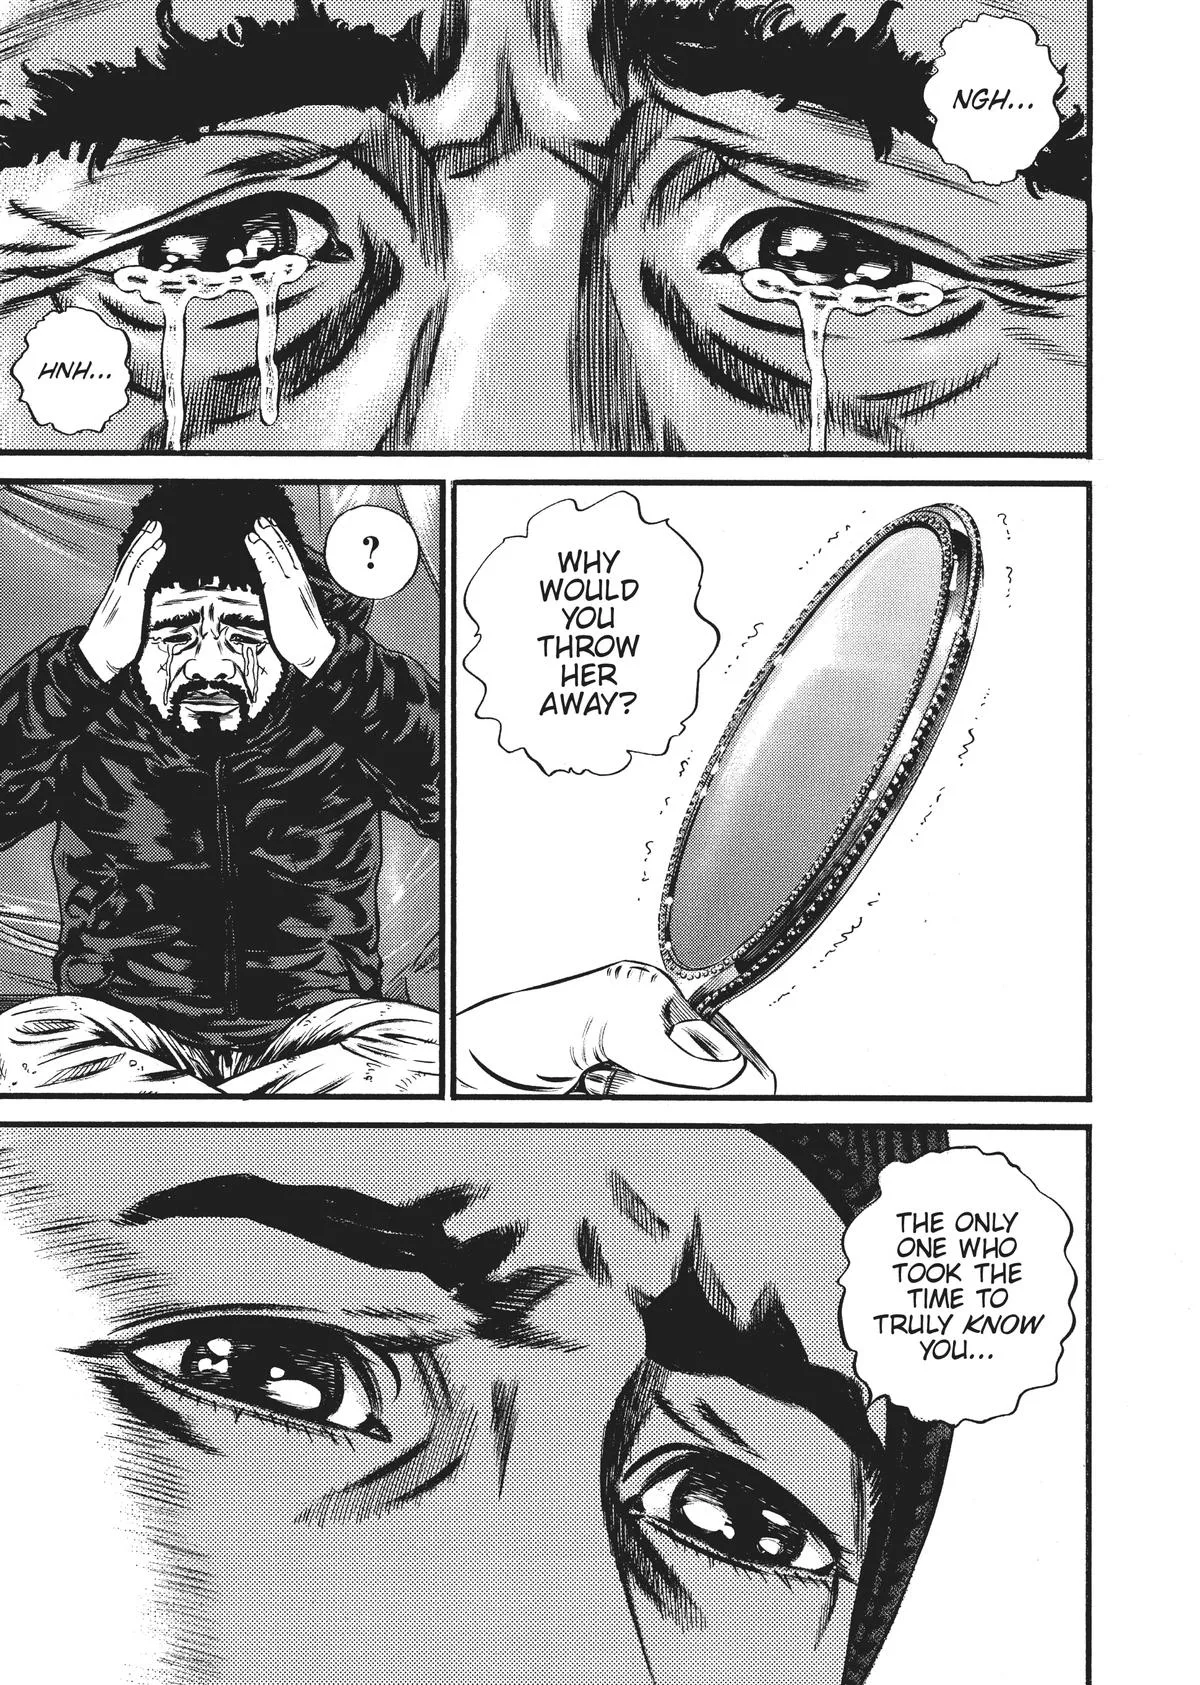 NGH...
HNH...
WHY
WOULD
YOU
THROW
HER
AWAY?
?
THE ONLY
ONE WHO
TOOK THE
TIME TO
TRULY KNOW
YOU...